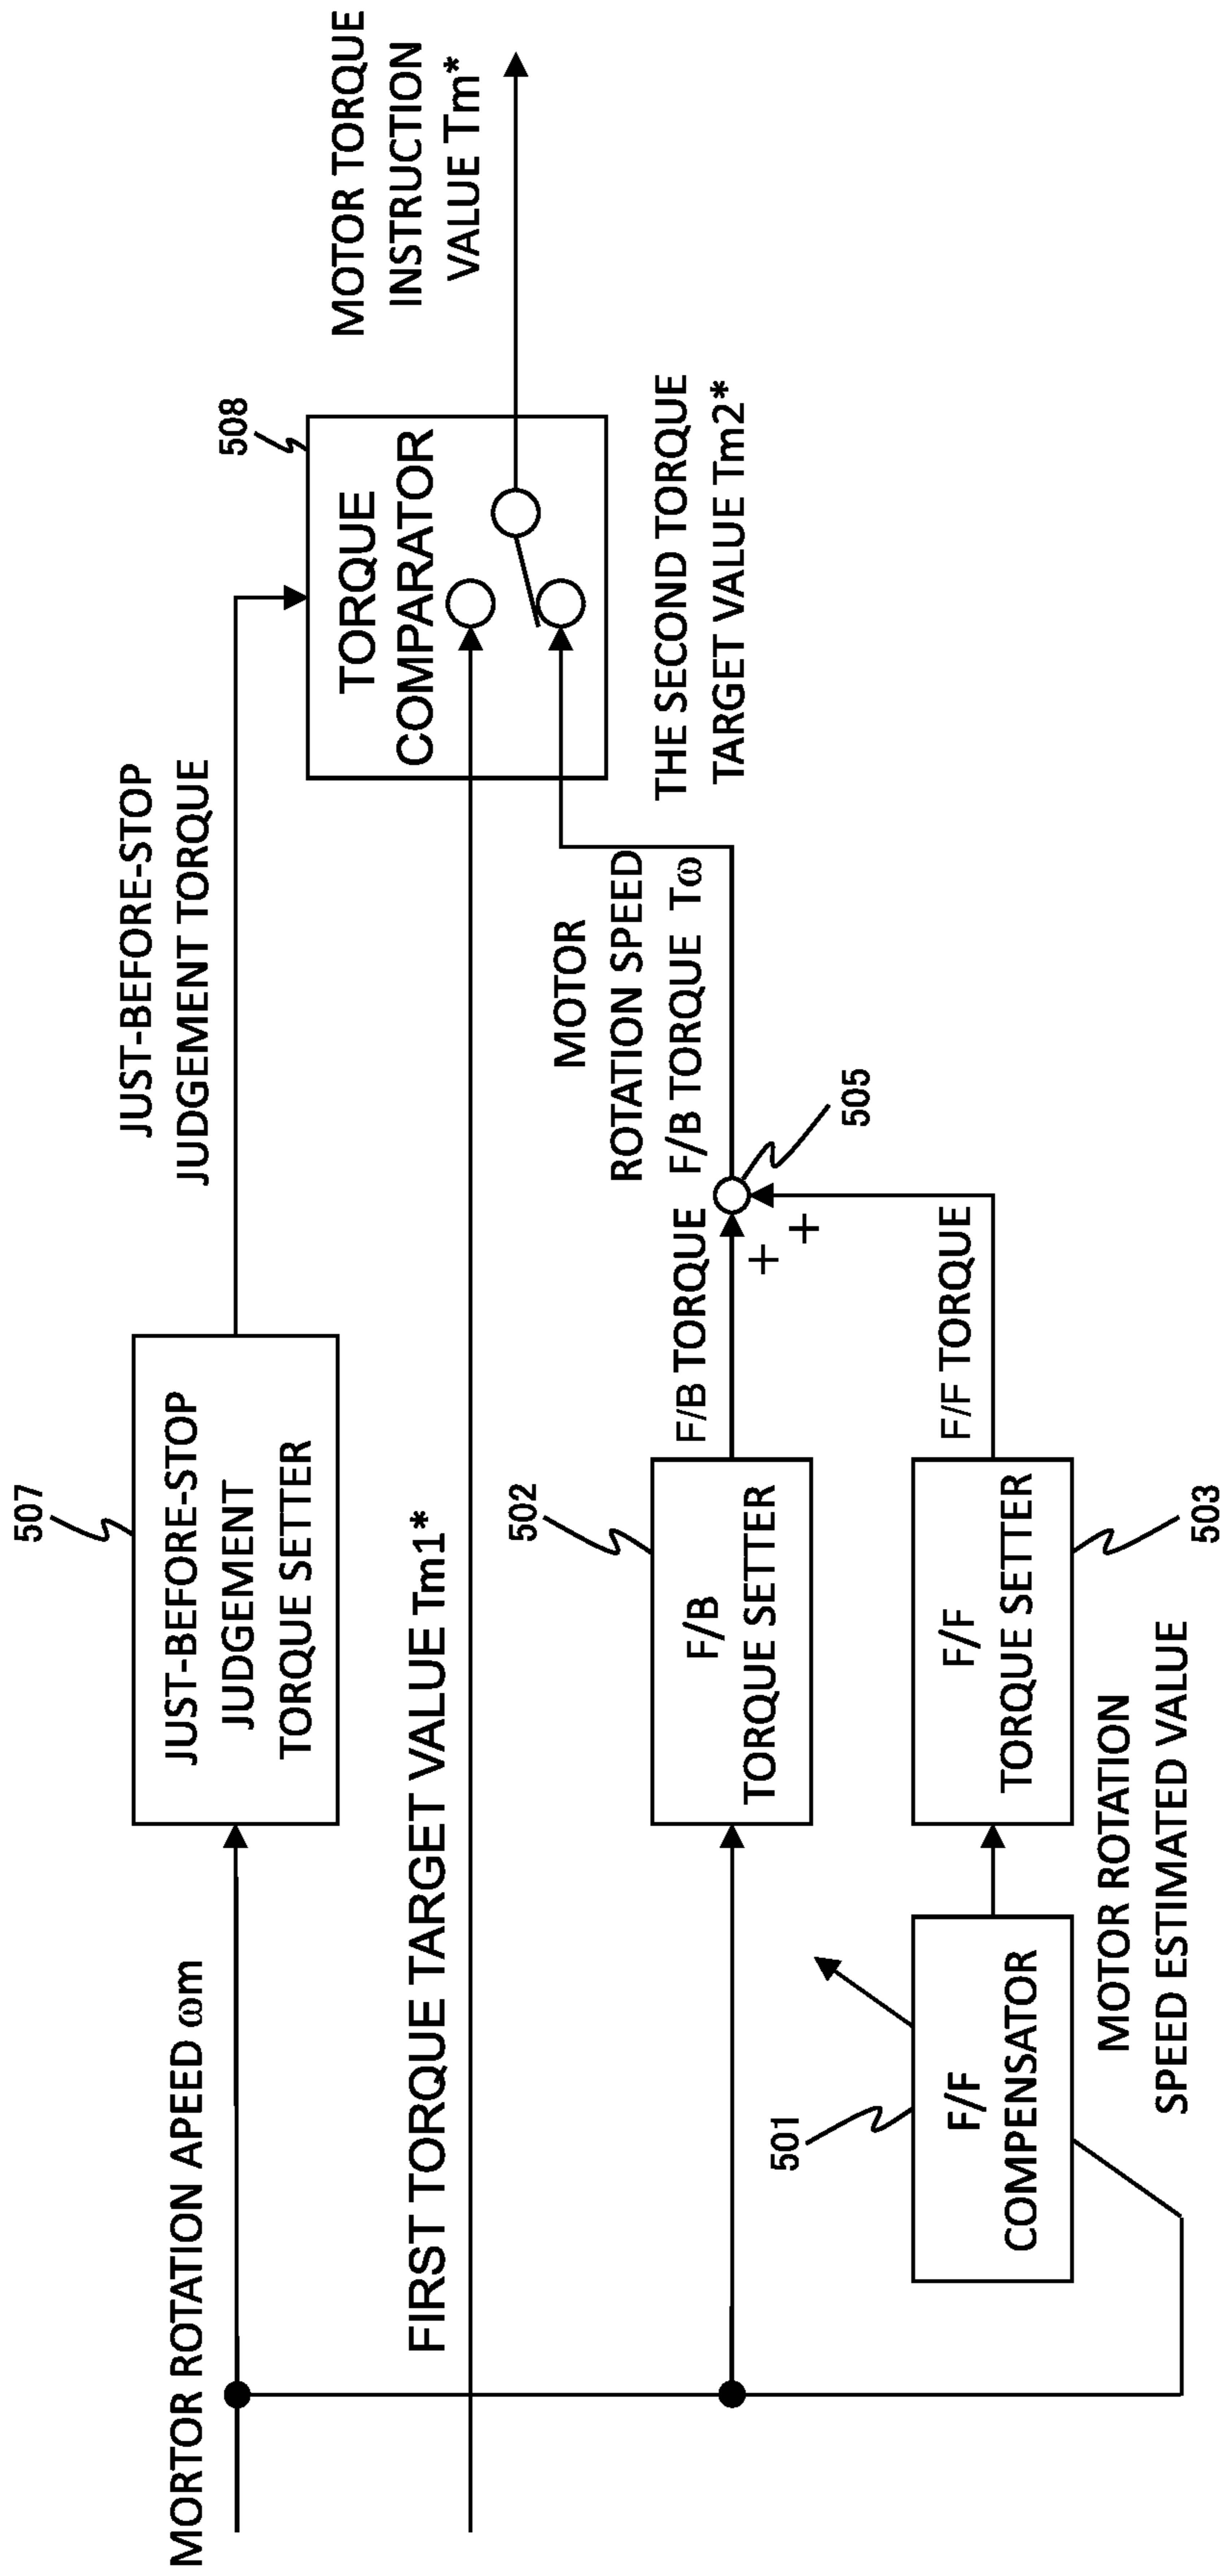 507
JUST-BEFORE-STOP
JUDGEMENT
TORQUE SETTER
JUST-BEFORE-STOP
JUDGEMENT TORQUE
508
TORQUE
COMPARATOR
MOTOR TORQUE
INSTRUCTION
VALUE Tm*
MORTOR ROTATION APEED ωm
FIRST TORQUE TARGET VALUE Tm1*
502
F/B
TORQUE SETTER
F/B TORQUE
+
+
505
MOTOR
ROTATION SPEED
F/B TORQUE Tω
THE SECOND TORQUE
TARGET VALUE Tm2*
501
F/F
COMPENSATOR
MOTOR ROTATION
SPEED ESTIMATED VALUE
F/F
TORQUE SETTER
503
F/F TORQUE